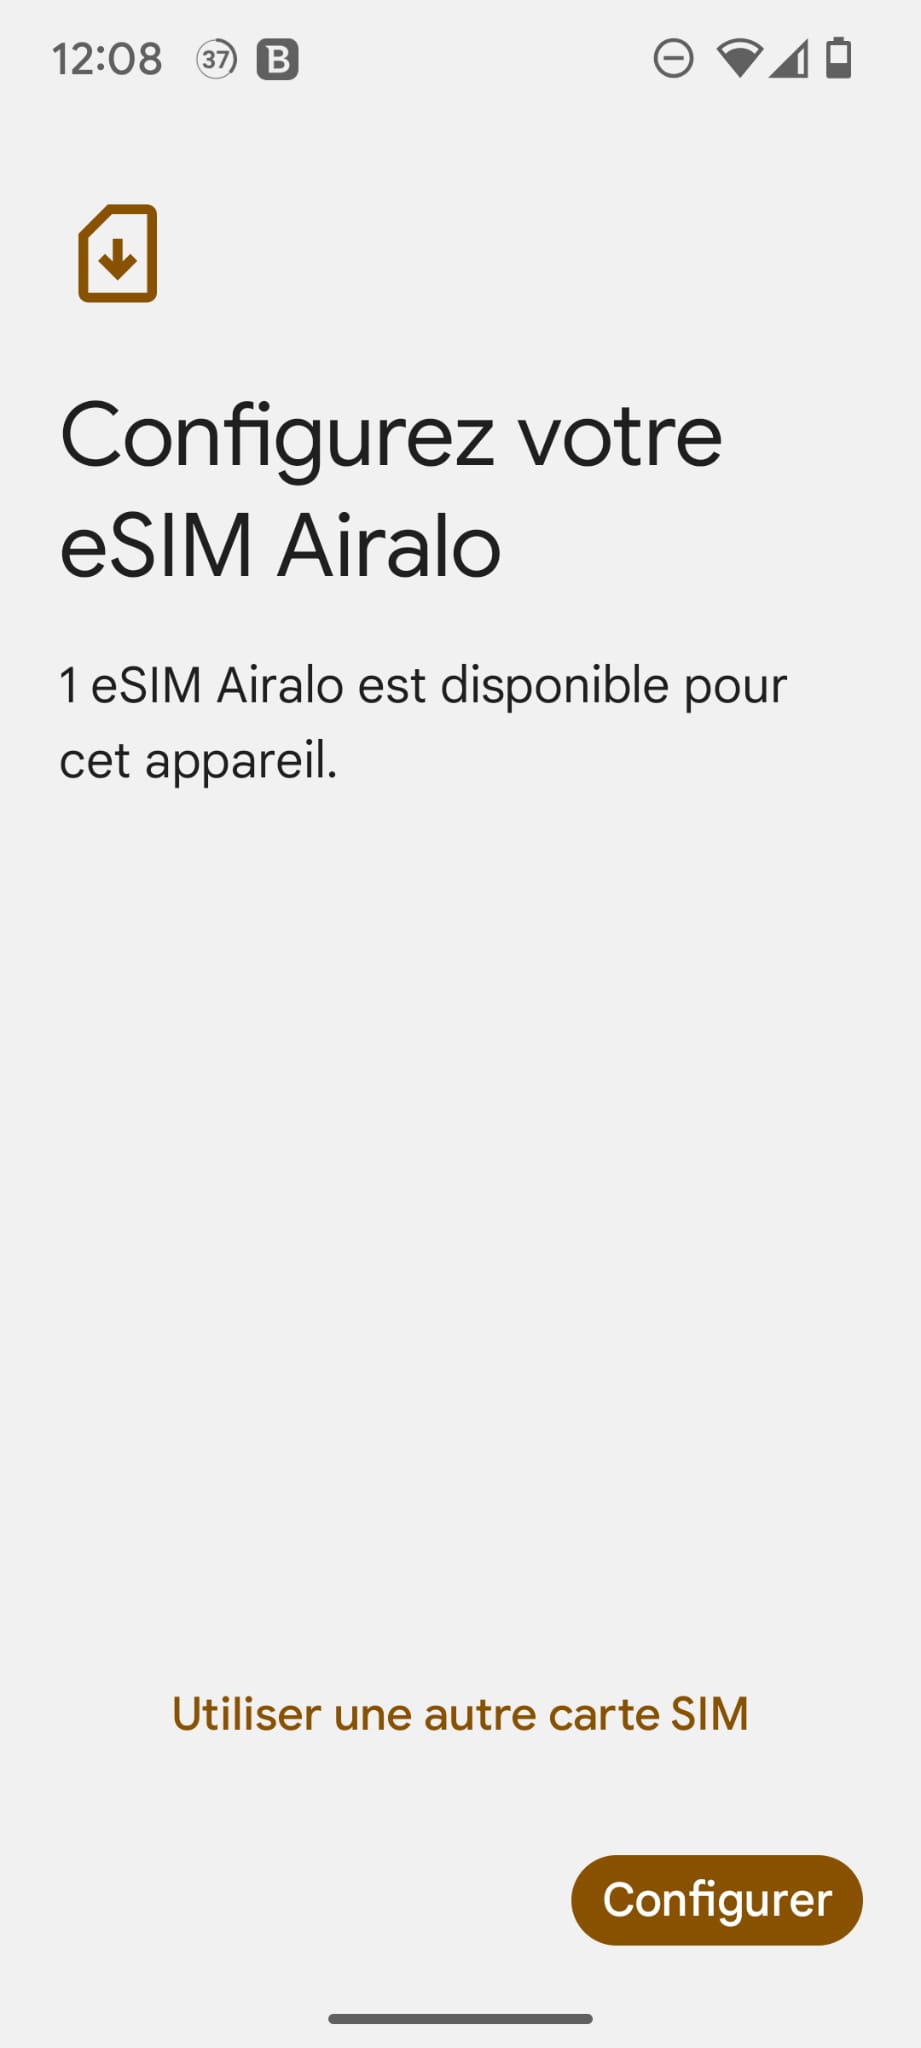 12:08 37 B
Configurez votre
eSIM Airalo
1 eSIM Airalo est disponible pour
cet appareil.
Utiliser une autre carte SIM
Configurer